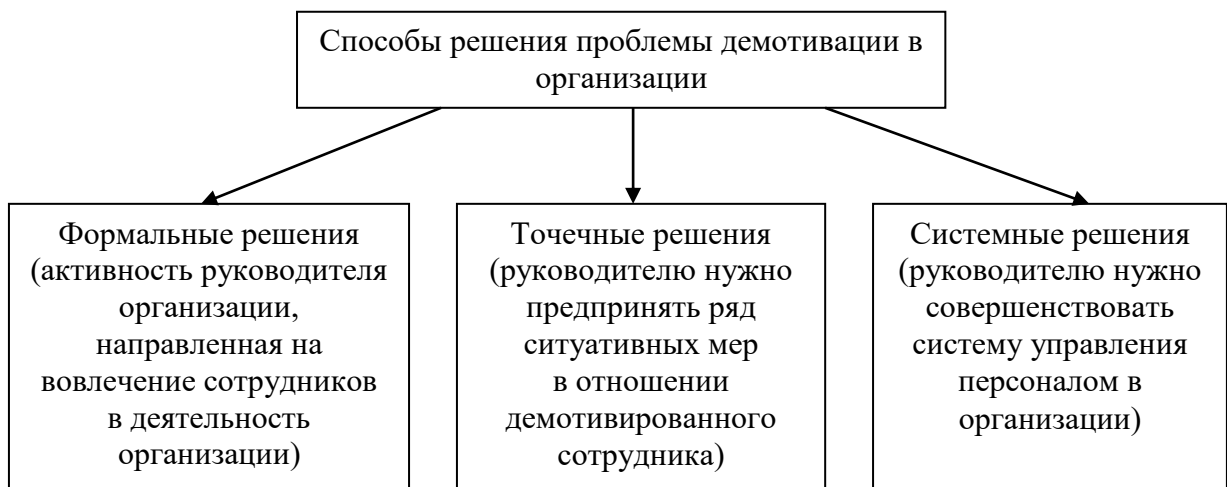 Способы решения проблемы демотивации в
организации
Формальные решения
(активность руководителя
организации,
направленная на
вовлечение сотрудников
в деятельность
организации)
Точечные решения
(руководителю нужно
предпринять ряд
ситуативных мер
в отношении
демотивированного
сотрудника)
Системные решения
(руководителю нужно
совершенствовать
систему управления
персоналом в
организации)